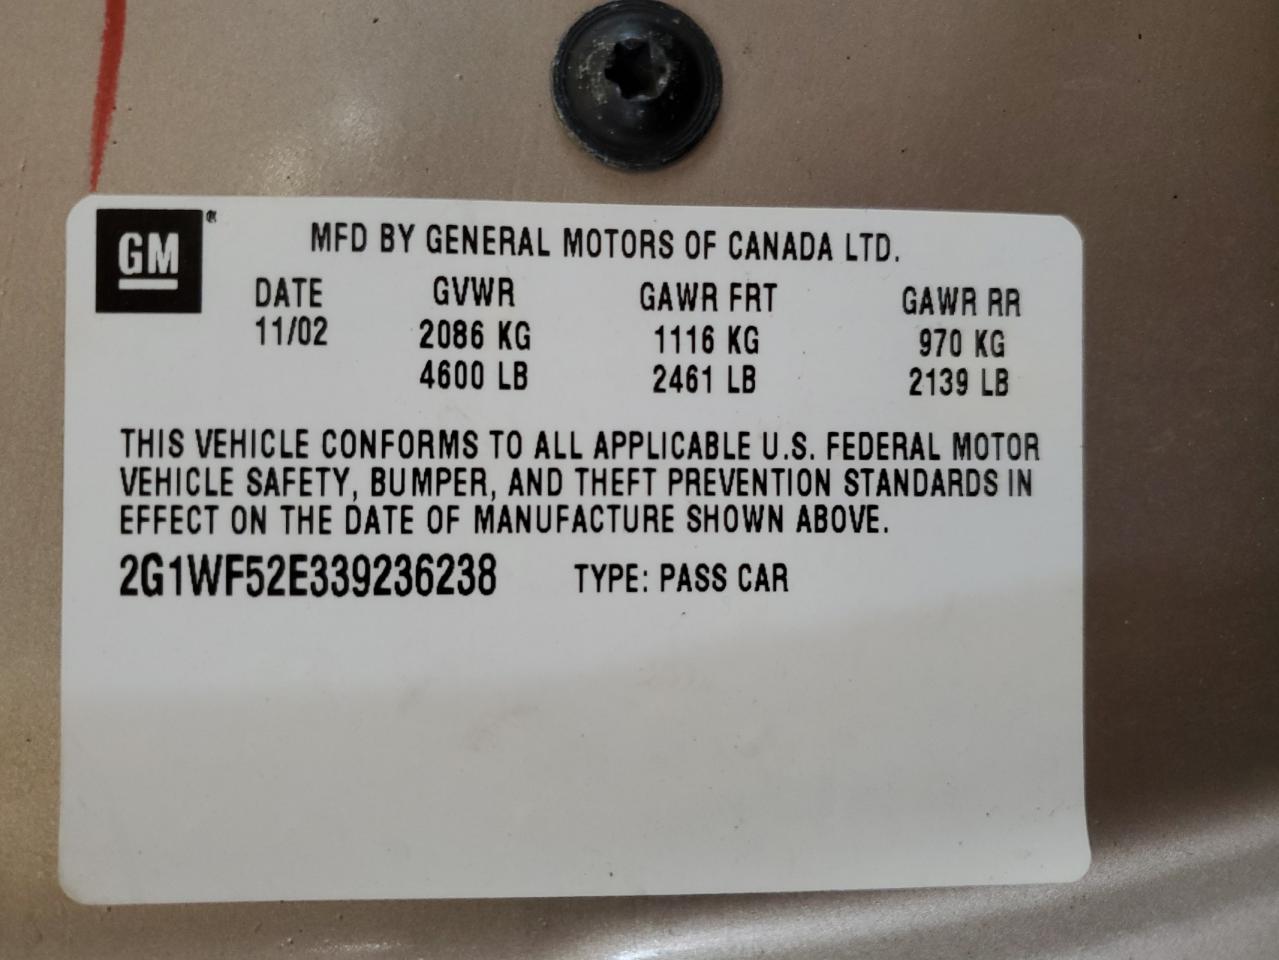 GM®
MFD BY GENERAL MOTORS OF CANADA LTD.
DATE GVWR GAWR FRT GAWR RR
11/02 2086 KG 1116 KG 970 KG
4600 LB 2461 LB 2139 LB
THIS VEHICLE CONFORMS TO ALL APPLICABLE U.S. FEDERAL MOTOR
VEHICLE SAFETY, BUMPER, AND THEFT PREVENTION STANDARDS IN
EFFECT ON THE DATE OF MANUFACTURE SHOWN ABOVE.
2G1WF52E339236238 TYPE: PASS CAR